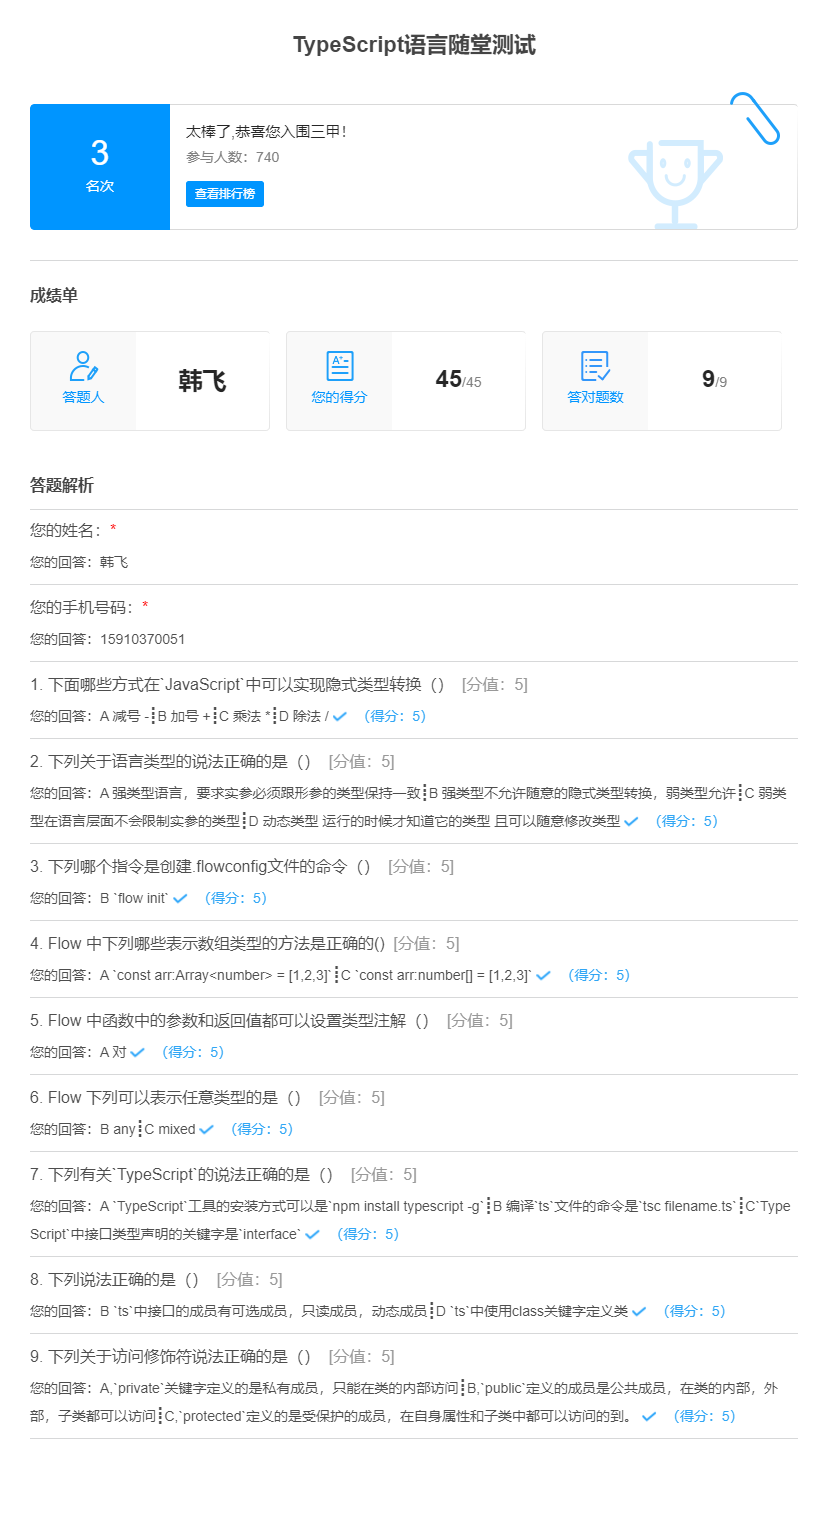 TypeScript语言随堂测试
3
名次
太棒了,恭喜您入围三甲！
参与人数：740
查看排行榜
成绩单
答题人
韩飞
您的得分
45/45
答对题数
9/9
答题解析
您的姓名：*
您的回答：韩飞
您的手机号码：*
您的回答：15910370051
1. 下面哪些方式在`JavaScript`中可以实现隐式类型转换（） [分值：5]
您的回答：A 减号 -┋B 加号 +┋C 乘法 *┋D 除法 / （得分：5）
2. 下列关于语言类型的说法正确的是（） [分值：5]
您的回答：A 强类型语言，要求实参必须跟形参的类型保持一致┋B 强类型不允许随意的隐式类型转换，弱类型允许┋C 弱类
型在语言层面不会限制实参的类型┋D 动态类型 运行的时候才知道它的类型 且可以随意修改类型 （得分：5）
3. 下列哪个指令是创建.flowconfig文件的命令（） [分值：5]
您的回答：B `flow init` （得分：5）
4. Flow 中下列哪些表示数组类型的方法是正确的() [分值：5]
您的回答：A `const arr:Array<number> = [1,2,3]`┋C `const arr:number[] = [1,2,3]` （得分：5）
5. Flow 中函数中的参数和返回值都可以设置类型注解（） [分值：5]
您的回答：A 对 （得分：5）
6. Flow 下列可以表示任意类型的是（） [分值：5]
您的回答：B any┋C mixed （得分：5）
7. 下列有关`TypeScript`的说法正确的是（） [分值：5]
您的回答：A `TypeScript`工具的安装方式可以是`npm install typescript -g`┋B 编译`ts`文件的命令是`tsc filename.ts`┋C`Type
Script`中接口类型声明的关键字是`interface` （得分：5）
8. 下列说法正确的是（） [分值：5]
您的回答：B `ts`中接口的成员有可选成员，只读成员，动态成员┋D `ts`中使用class关键字定义类 （得分：5）
9. 下列关于访问修饰符说法正确的是（） [分值：5]
您的回答：A,`private`关键字定义的是私有成员，只能在类的内部访问┋B,`public`定义的成员是公共成员，在类的内部，外
部，子类都可以访问┋C,`protected`定义的是受保护的成员，在自身属性和子类中都可以访问的到。 （得分：5）